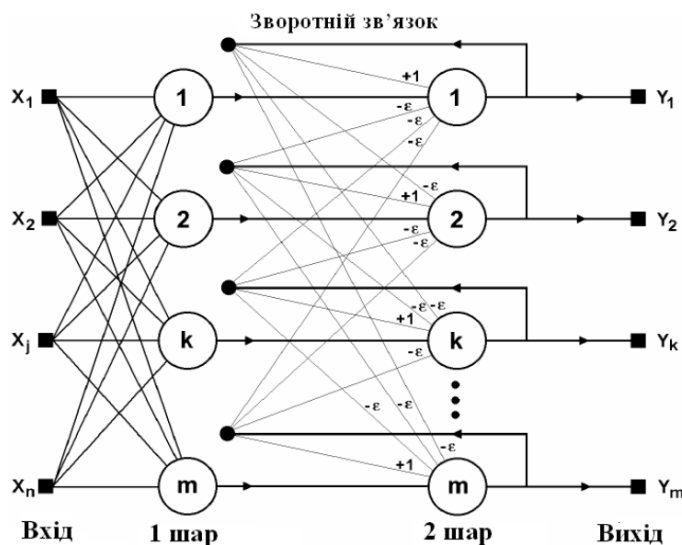 Зворотній зв’язок
+1
X1
1
1
Y1
-ε
-ε
-ε
X2
2
+1
2
Y2
-ε
-ε
-ε -ε
Xj
k
+1
k
Yk
-ε
-ε
-ε
-ε
+1
Xn
m
m
Ym
Вхід
1 шар
2 шар
Вихід